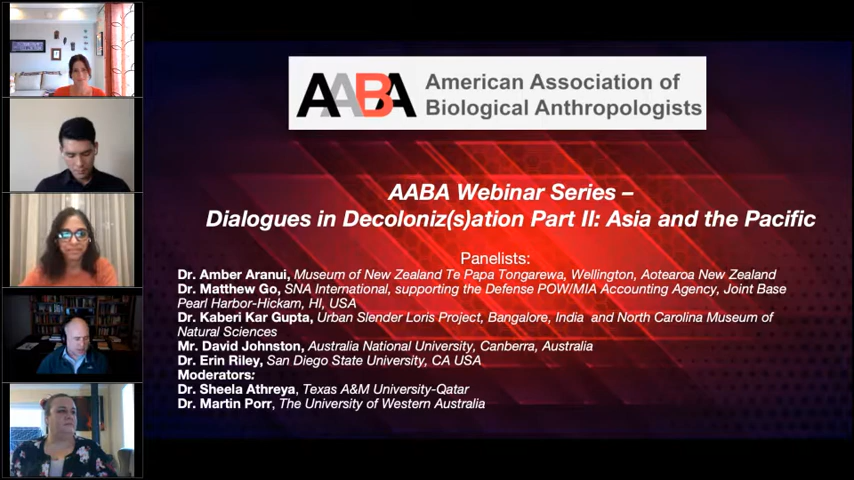 AABA American Association of
Biological Anthropologists
AABA Webinar Series –
Dialogues in Decoloniz(s)ation Part II: Asia and the Pacific
Panelists:
Dr. Amber Aranui, Museum of New Zealand Te Papa Tongarewa, Wellington, Aotearoa New Zealand
Dr. Matthew Go, SNA International, supporting the Defense POW/MIA Accounting Agency, Joint Base
Pearl Harbor-Hickam, HI, USA
Dr. Kaberi Kar Gupta, Urban Slender Loris Project, Bangalore, India and North Carolina Museum of
Natural Sciences
Mr. David Johnston, Australia National University, Canberra, Australia
Dr. Erin Riley, San Diego State University, CA USA
Moderators:
Dr. Sheela Athreya, Texas A&M University-Qatar
Dr. Martin Porr, The University of Western Australia